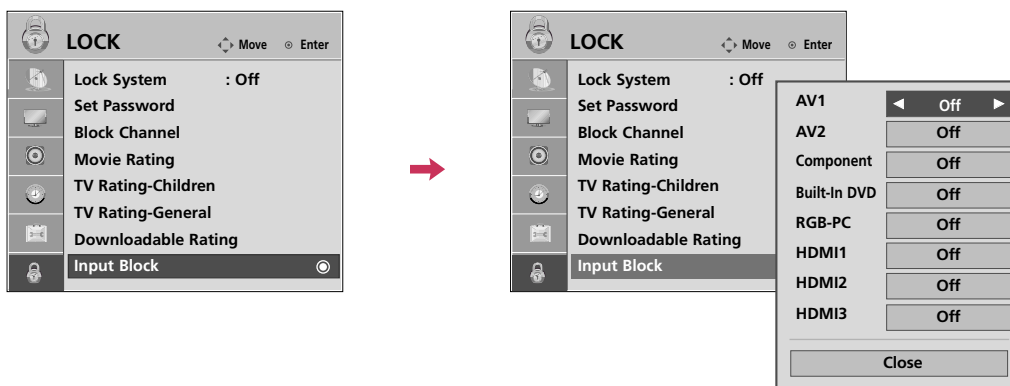 LOCK
Move
Enter
Lock System : Off
Set Password
Block Channel
Movie Rating
TV Rating-Children
TV Rating-General
Downloadable Rating
Input Block
LOCK
Move
Enter
Lock System : Off
Set Password
Block Channel
Movie Rating
TV Rating-Children
TV Rating-General
Downloadable Rating
Input Block
AV1 Off
AV2 Off
Component Off
Built-In DVD Off
RGB-PC Off
HDMI1 Off
HDMI2 Off
HDMI3 Off
Close